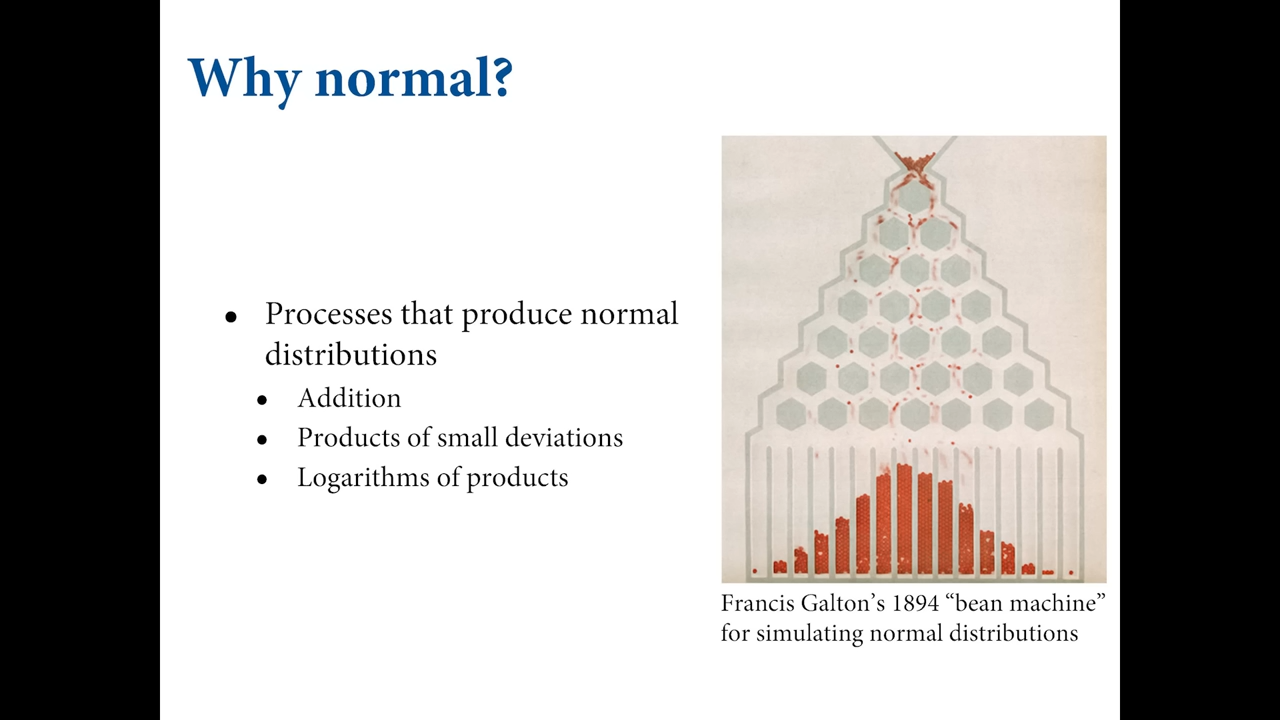 Why normal?
• Processes that produce normal
distributions
• Addition
• Products of small deviations
• Logarithms of products
Francis Galton’s 1894 “bean machine”
for simulating normal distributions